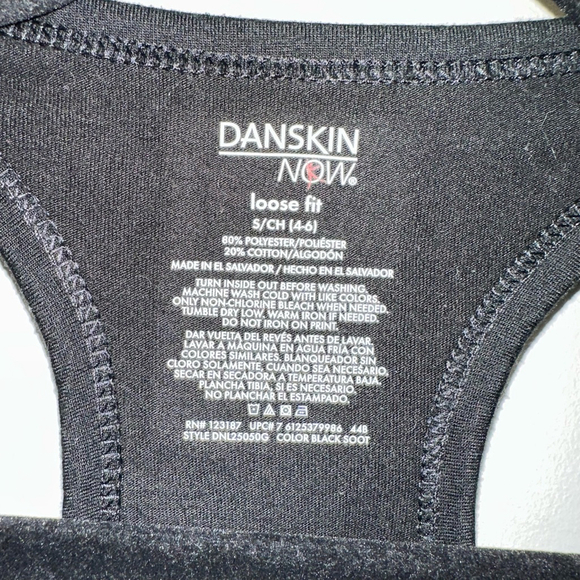 DANSKIN
NOW®
loose fit
S/CH (4-6)
80% POLYESTER/POLIÉSTER
20% COTTON/ALGODÓN
MADE IN EL SALVADOR / HECHO EN EL SALVADOR
TURN INSIDE OUT BEFORE WASHING.
MACHINE WASH COLD WITH LIKE COLORS.
ONLY NON-CHLORINE BLEACH WHEN NEEDED.
TUMBLE DRY LOW. WARM IRON IF NEEDED.
DO NOT IRON ON PRINT.
DAR VUELTA DEL REVÉS ANTES DE LAVAR.
LAVAR A MÁQUINA EN AGUA FRÍA CON
COLORES SIMILARES. BLANQUEADOR SIN
CLORO SOLAMENTE, CUANDO SEA NECESARIO.
SECAR EN SECADORA A TEMPERATURA BAJA.
PLANCHA TIBIA, SI ES NECESARIO.
NO PLANCHAR EL ESTAMPADO.
RN# 123187 UPC# 7 6125379986 44B
STYLE DNL25050G COLOR BLACK SOOT